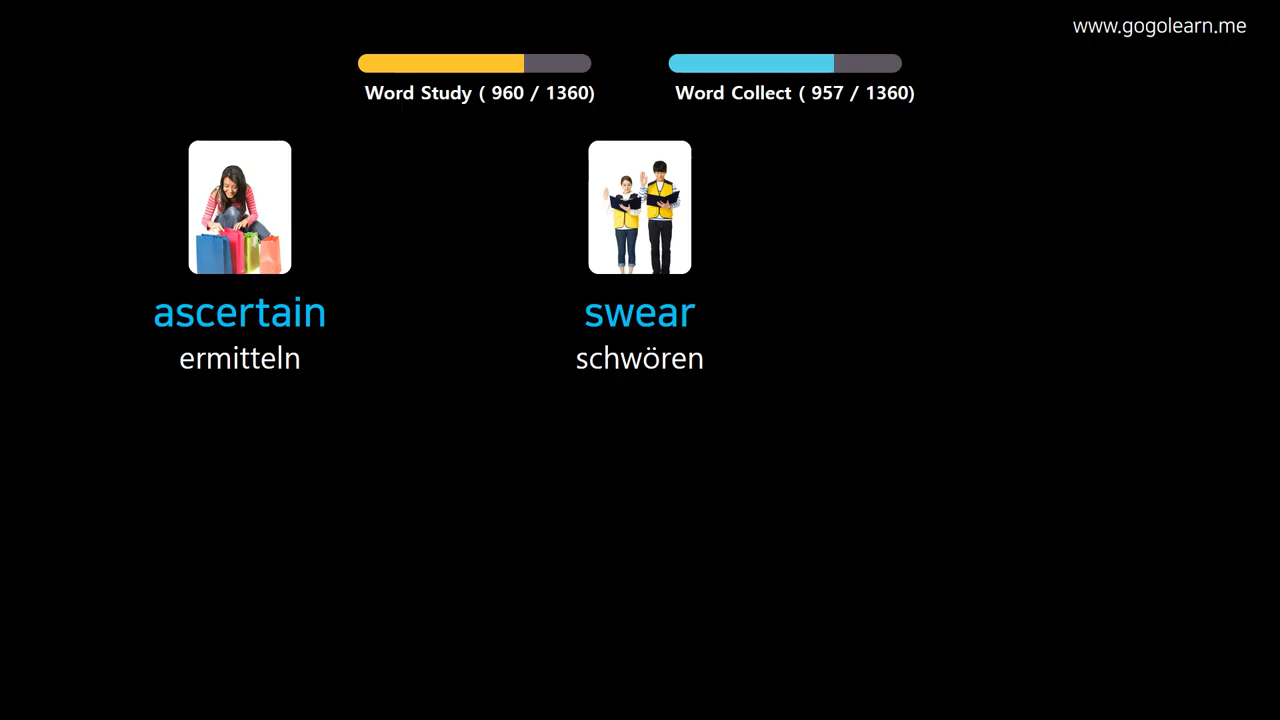 www.gogolearn.me
Word Study ( 960 / 1360)
Word Collect ( 957 / 1360)
ascertain
ermitteln
swear
schwören